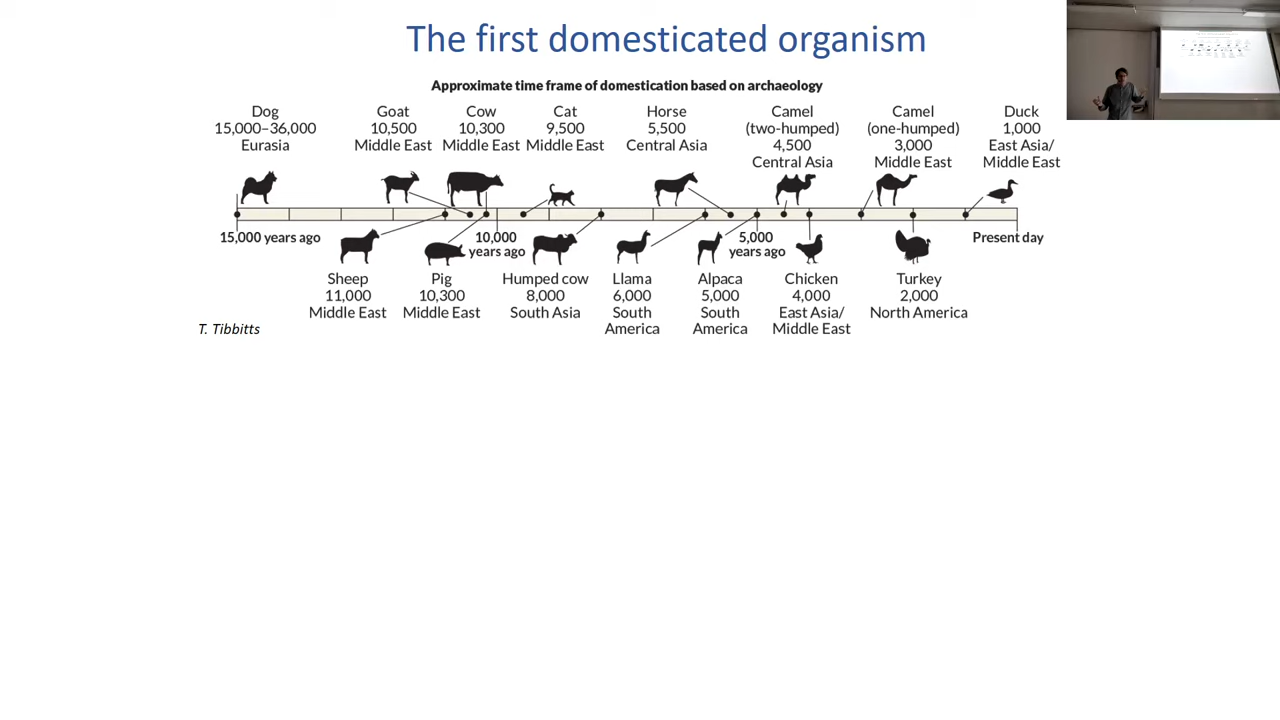 The first domesticated organism
Approximate time frame of domestication based on archaeology
Dog
15,000–36,000
Eurasia
Goat
10,500
Middle East
Cow
10,300
Middle East
Cat
9,500
Middle East
Horse
5,500
Central Asia
Camel
(two-humped)
4,500
Central Asia
Camel
(one-humped)
3,000
Middle East
Duck
1,000
East Asia/
Middle East
15,000 years ago
10,000
years ago
5,000
years ago
Present day
Sheep
11,000
Middle East
Pig
10,300
Middle East
Humped cow
8,000
South Asia
Llama
6,000
South
America
Alpaca
5,000
South
America
Chicken
4,000
East Asia/
Middle East
Turkey
2,000
North America
T. Tibbitts